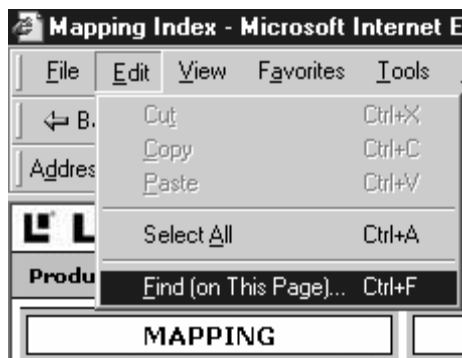 Mapping Index - Microsoft Internet E
File Edit View Favorites Tools
B.
Cut Ctrl+X
Copy Ctrl+C
Addres
Paste Ctrl+V
Select All Ctrl+A
Produ
Find (on This Page)... Ctrl+F
MAPPING